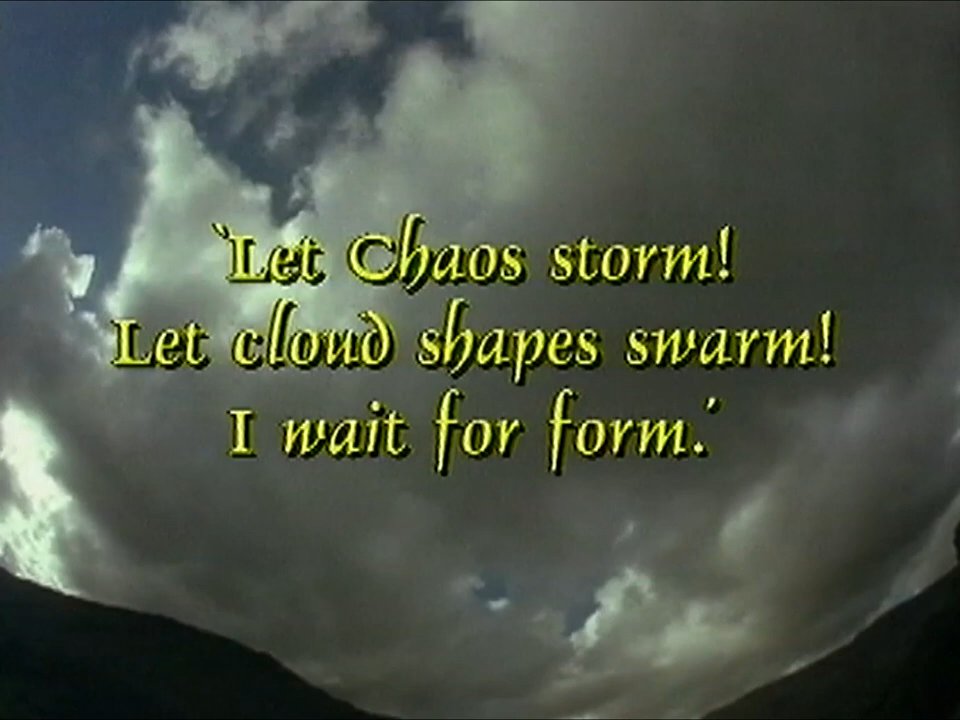 ‘Let Chaos storm!
Let cloud shapes swarm!
I wait for form.’